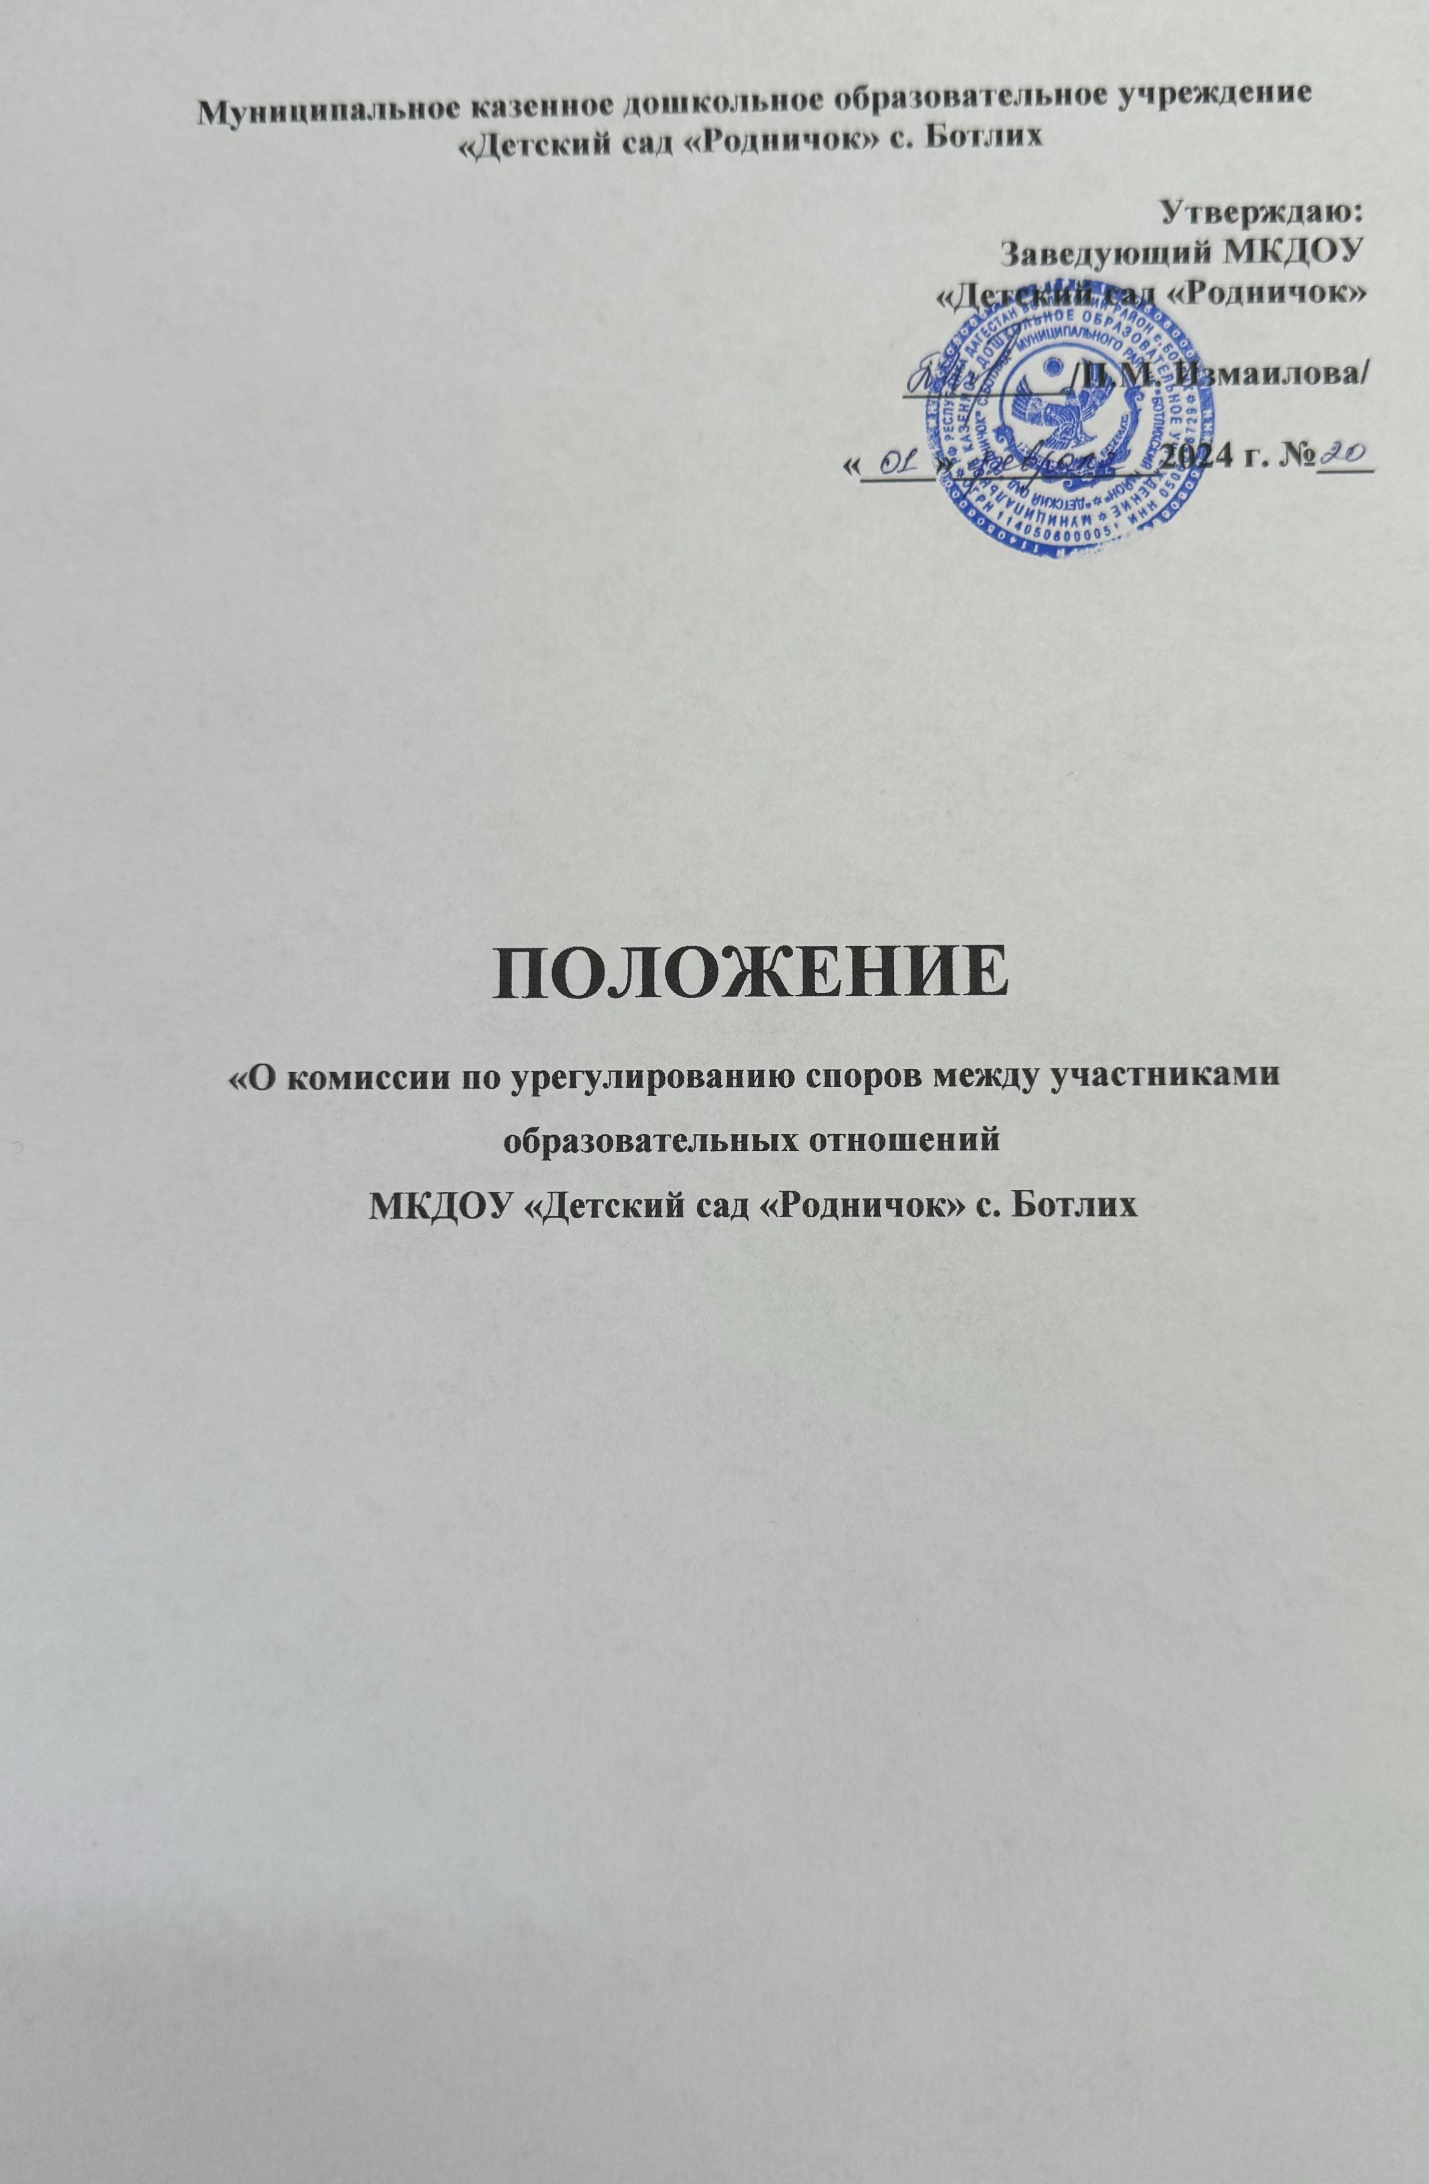 Муниципальное казенное дошкольное образовательное учреждение
«Детский сад «Родничок» с. Ботлих
Утверждаю:
Заведующий МКДОУ
«Детский сад «Родничок»
/П.М. Измаилова/
«01» февраля 2024 г. №20
ПОЛОЖЕНИЕ
«О комиссии по урегулированию споров между участниками
образовательных отношений
МКДОУ «Детский сад «Родничок» с. Ботлих